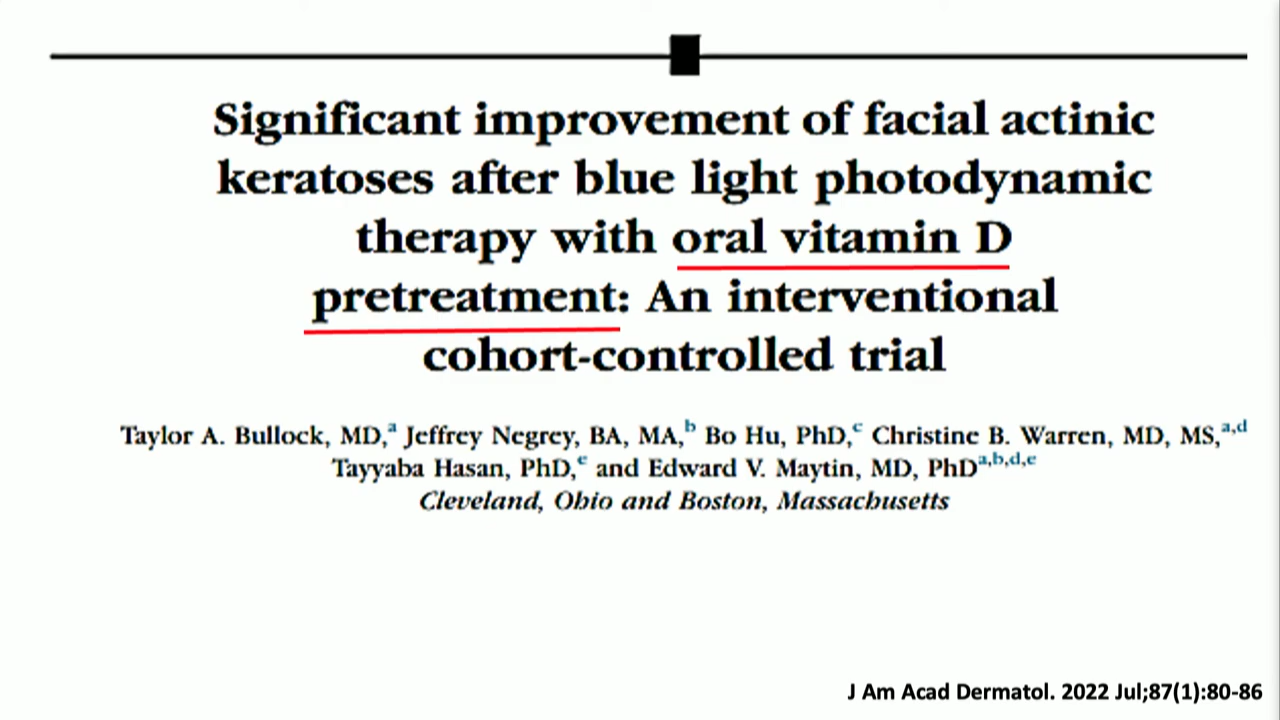 Significant improvement of facial actinic
keratoses after blue light photodynamic
therapy with oral vitamin D
pretreatment: An interventional
cohort-controlled trial
Taylor A. Bullock, MD,a Jeffrey Negrey, BA, MA,b Bo Hu, PhD,c Christine B. Warren, MD, MS,a,d
Tayyaba Hasan, PhD,e and Edward V. Maytin, MD, PhDa,b,d,e
Cleveland, Ohio and Boston, Massachusetts
J Am Acad Dermatol. 2022 Jul;87(1):80-86